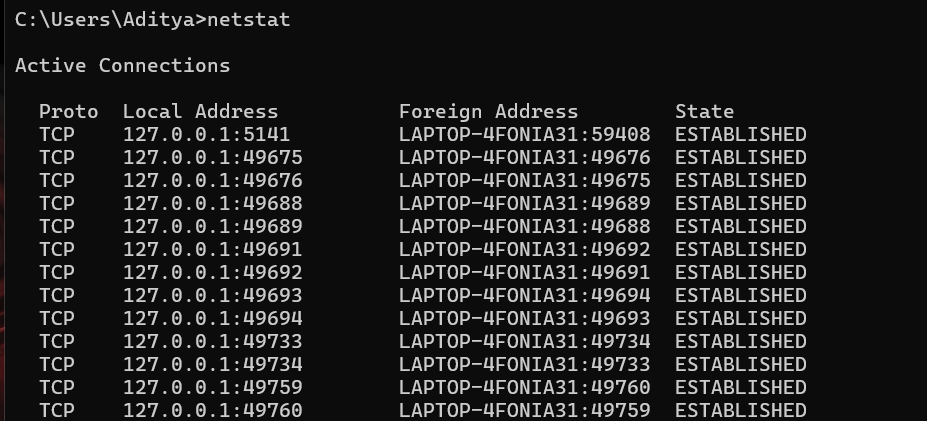 C:\Users\Aditya>netstat
Active Connections
Proto  Local Address          Foreign Address        State
TCP    127.0.0.1:5141         LAPTOP-4FONIA31:59408  ESTABLISHED
TCP    127.0.0.1:49675        LAPTOP-4FONIA31:49676  ESTABLISHED
TCP    127.0.0.1:49676        LAPTOP-4FONIA31:49675  ESTABLISHED
TCP    127.0.0.1:49688        LAPTOP-4FONIA31:49689  ESTABLISHED
TCP    127.0.0.1:49689        LAPTOP-4FONIA31:49688  ESTABLISHED
TCP    127.0.0.1:49691        LAPTOP-4FONIA31:49692  ESTABLISHED
TCP    127.0.0.1:49692        LAPTOP-4FONIA31:49691  ESTABLISHED
TCP    127.0.0.1:49693        LAPTOP-4FONIA31:49694  ESTABLISHED
TCP    127.0.0.1:49694        LAPTOP-4FONIA31:49693  ESTABLISHED
TCP    127.0.0.1:49733        LAPTOP-4FONIA31:49734  ESTABLISHED
TCP    127.0.0.1:49734        LAPTOP-4FONIA31:49733  ESTABLISHED
TCP    127.0.0.1:49759        LAPTOP-4FONIA31:49760  ESTABLISHED
TCP    127.0.0.1:49760        LAPTOP-4FONIA31:49759  ESTABLISHED